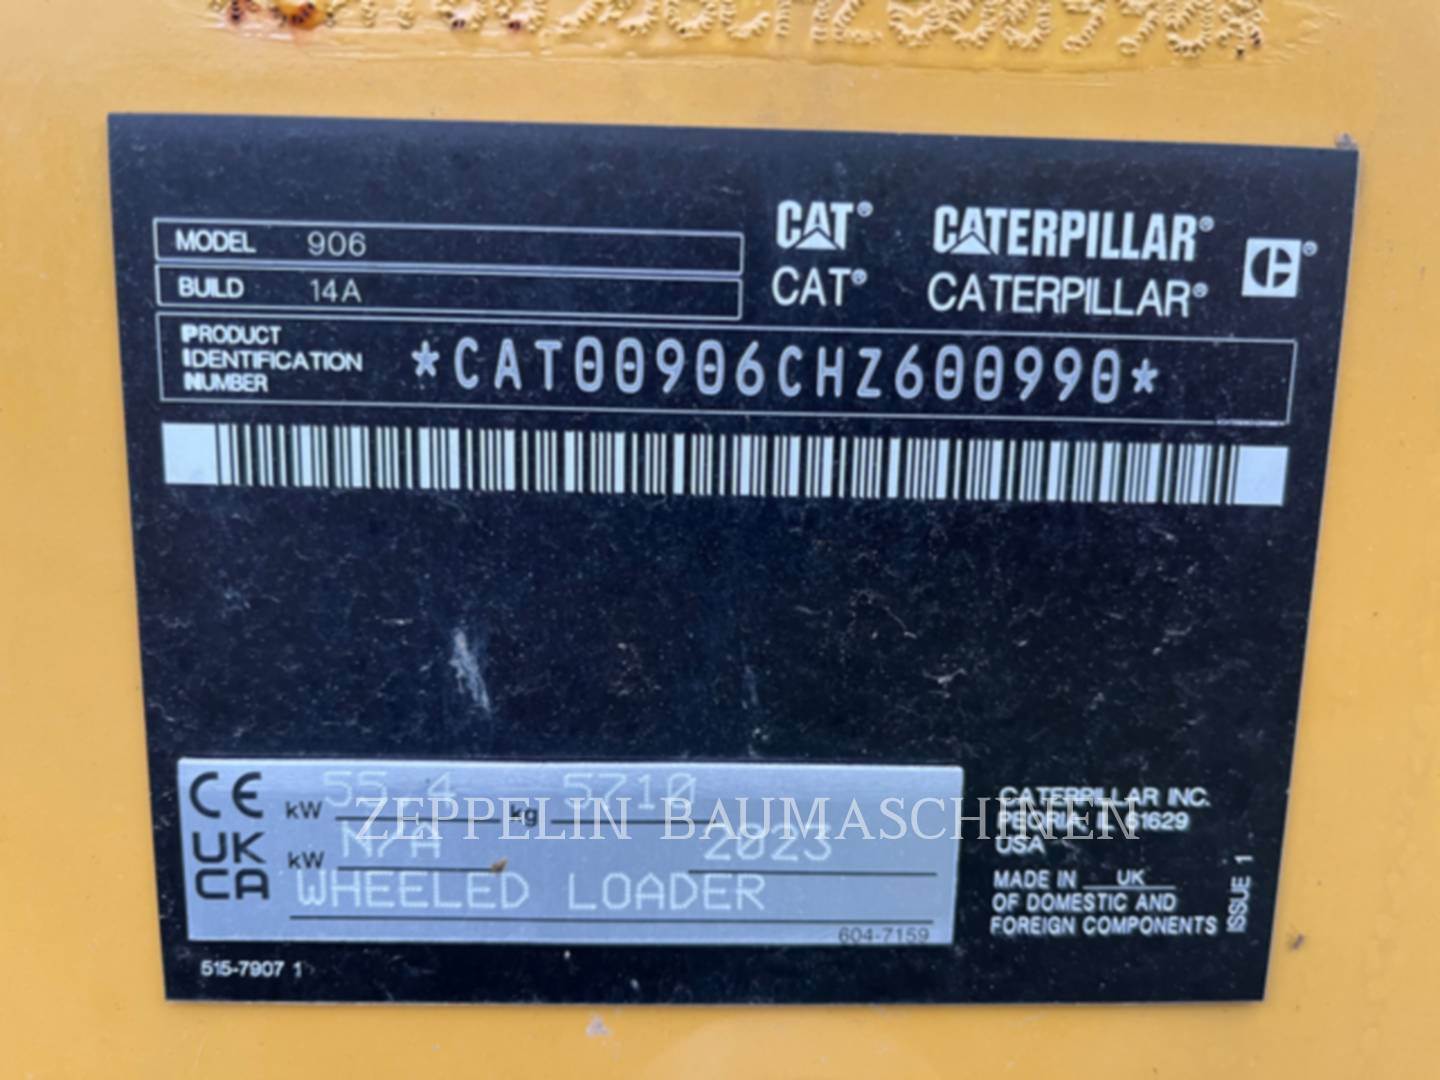 MODEL 906
BUILD 14A
CAT® CATERPILLAR®
CAT® CATERPILLAR®
PRODUCT
IDENTIFICATION
NUMBER
*CAT00906CHZ600990*
CE kW 55.4 kg 5710
UK CA kW N/A 2023
WHEELED LOADER
604-7159
515-7907 1
CATERPILLAR INC.
PEORIA, IL 61629
USA
MADE IN UK
OF DOMESTIC AND
FOREIGN COMPONENTS
ISSUE 1
ZEPPELIN BAUMASCHINEN